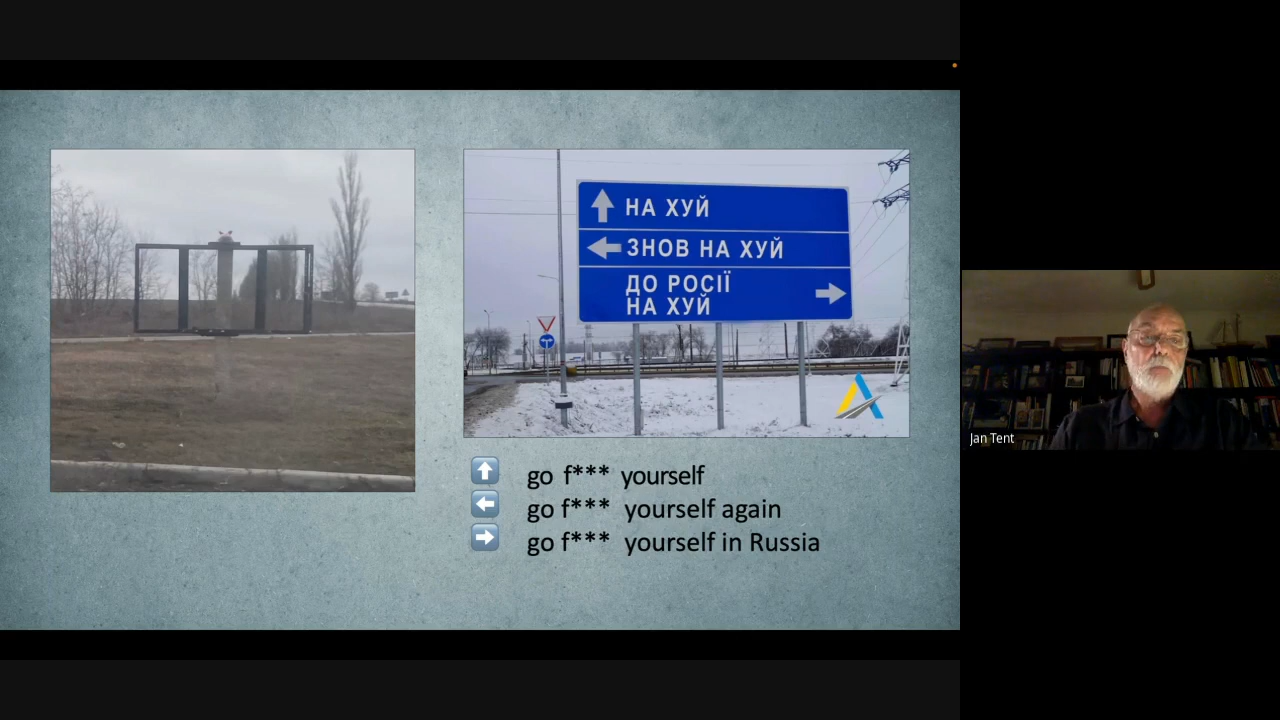 НА ХУЙ
ЗНОВ НА ХУЙ
ДО РОСІЇ
НА ХУЙ
go f*** yourself
go f*** yourself again
go f*** yourself in Russia
Jan Tent